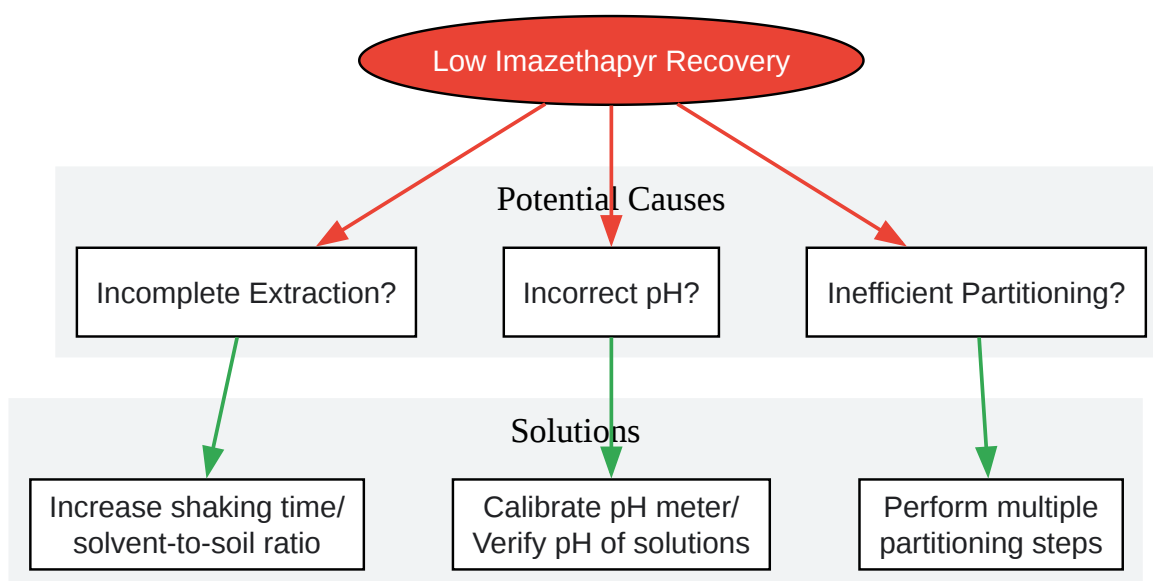 Low Imazethapyr Recovery
Potential Causes
Incomplete Extraction?
Incorrect pH?
Inefficient Partitioning?
Solutions
Increase shaking time/
solvent-to-soil ratio
Calibrate pH meter/
Verify pH of solutions
Perform multiple
partitioning steps